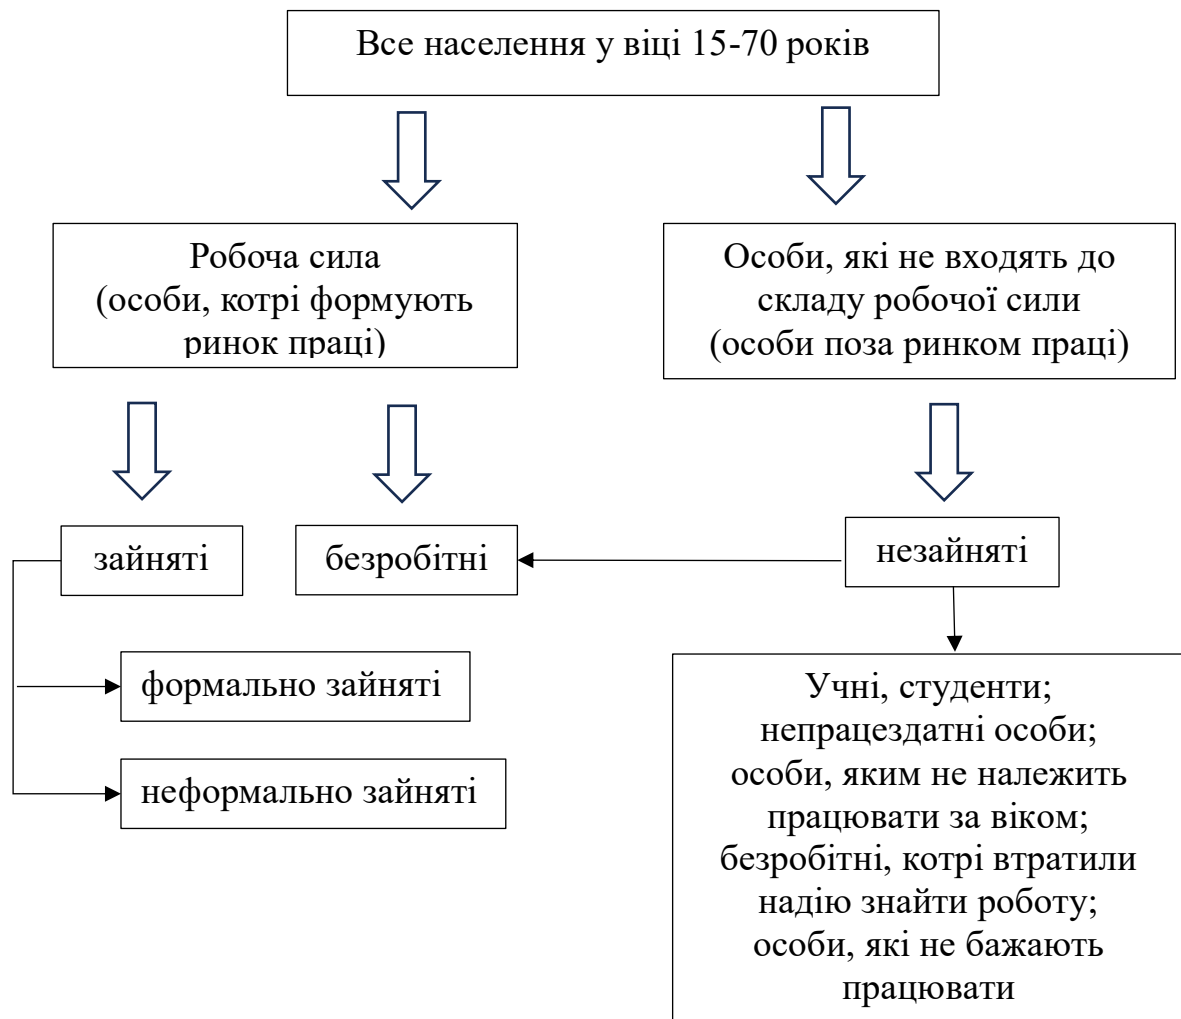 Все населення у віці 15-70 років
Робоча сила
(особи, котрі формують
ринок праці)
Особи, які не входять до
складу робочої сили
(особи поза ринком праці)
зайняті
безробітні
незайняті
формально зайняті
неформально зайняті
Учні, студенти;
непрацездатні особи;
особи, яким не належить
працювати за віком;
безробітні, котрі втратили
надію знайти роботу;
особи, які не бажають
працювати